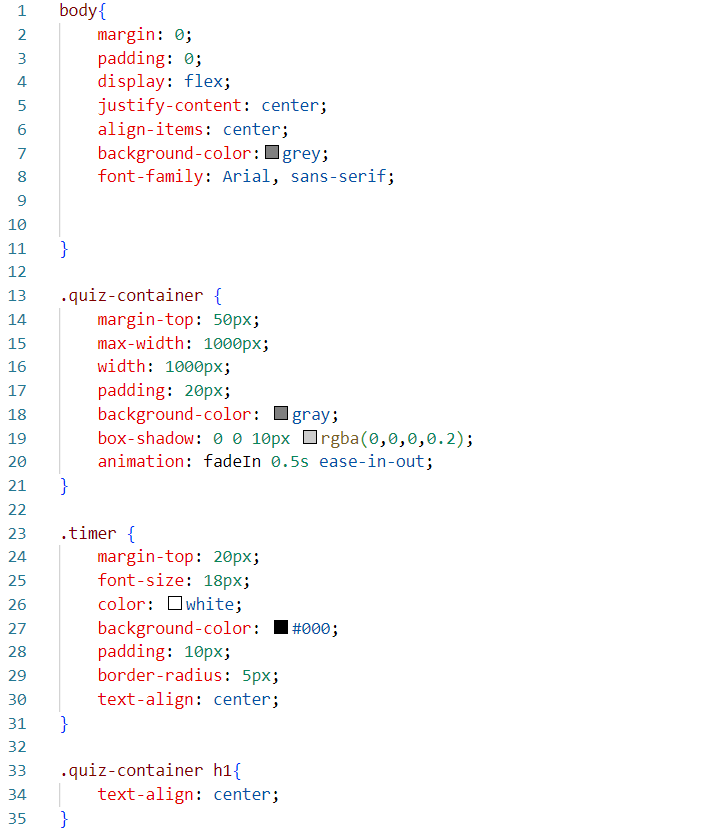 1 body{
2     margin: 0;
3     padding: 0;
4     display: flex;
5     justify-content: center;
6     align-items: center;
7     background-color: grey;
8     font-family: Arial, sans-serif;
9
10
11 }
12
13 .quiz-container {
14     margin-top: 50px;
15     max-width: 1000px;
16     width: 1000px;
17     padding: 20px;
18     background-color: gray;
19     box-shadow: 0 0 10px rgba(0,0,0,0.2);
20     animation: fadeIn 0.5s ease-in-out;
21 }
22
23 .timer {
24     margin-top: 20px;
25     font-size: 18px;
26     color: white;
27     background-color: #000;
28     padding: 10px;
29     border-radius: 5px;
30     text-align: center;
31 }
32
33 .quiz-container h1{
34     text-align: center;
35 }